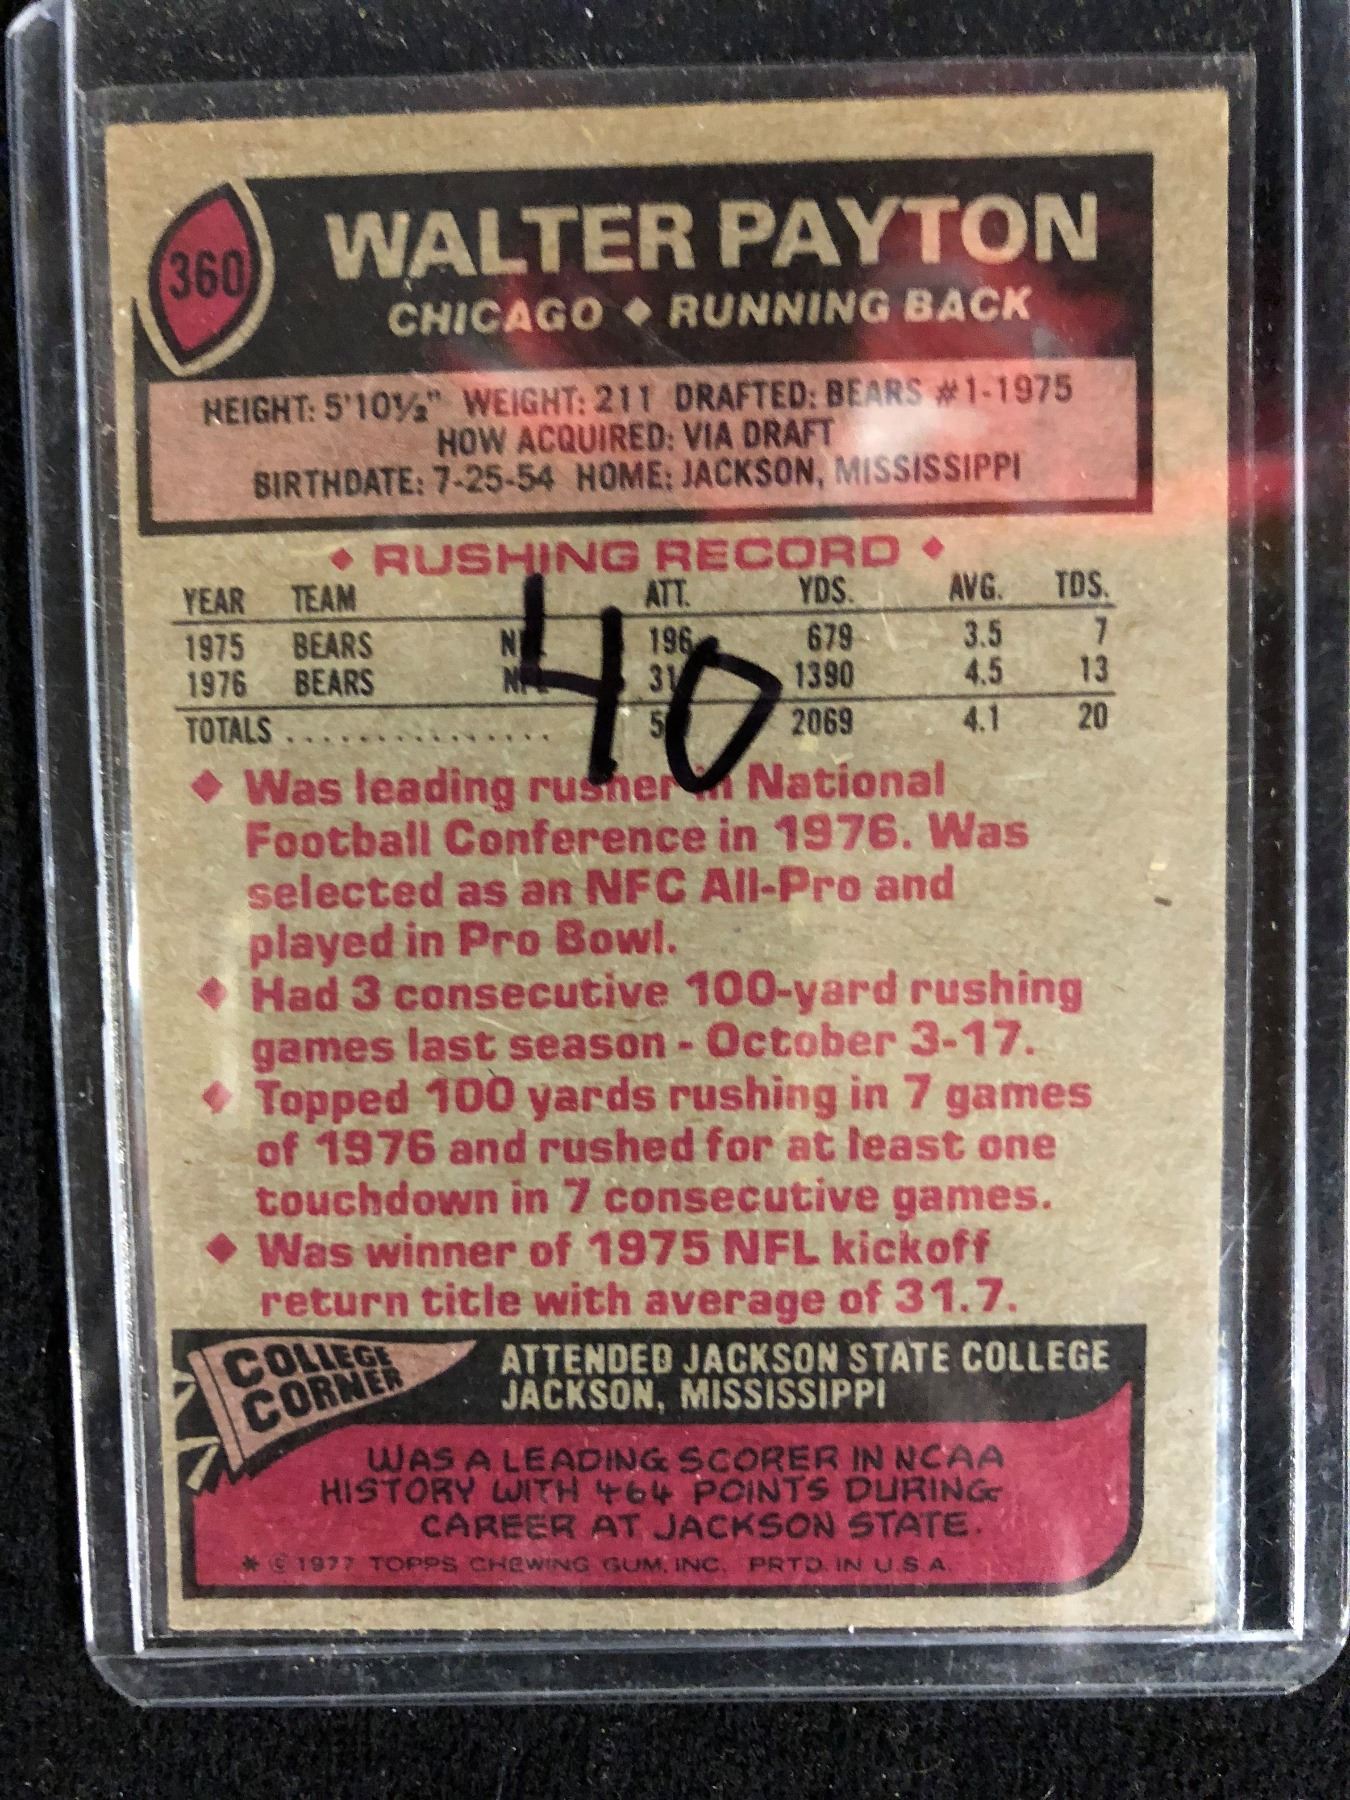 360
WALTER PAYTON
CHICAGO ♦ RUNNING BACK
HEIGHT: 5'10½" WEIGHT: 211 DRAFTED: BEARS #1-1975
HOW ACQUIRED: VIA DRAFT
BIRTHDATE: 7-25-54 HOME: JACKSON, MISSISSIPPI
♦ RUSHING RECORD ♦
YEAR TEAM ATT. YDS. AVG. TDS.
1975 BEARS 196 679 3.5 7
1976 BEARS 1390 4.5 13
TOTALS ............... 2069 4.1 20
40
♦ Was leading rusher in National
Football Conference in 1976. Was
selected as an NFC All-Pro and
played in Pro Bowl.
♦ Had 3 consecutive 100-yard rushing
games last season - October 3-17.
♦ Topped 100 yards rushing in 7 games
of 1976 and rushed for at least one
touchdown in 7 consecutive games.
♦ Was winner of 1975 NFL kickoff
return title with average of 31.7.
COLLEGE
CORNER
ATTENDED JACKSON STATE COLLEGE
JACKSON, MISSISSIPPI
WAS A LEADING SCORER IN NCAA
HISTORY WITH 464 POINTS DURING
CAREER AT JACKSON STATE.
* © 1977 TOPPS CHEWING GUM, INC. PRTD. IN U.S.A.